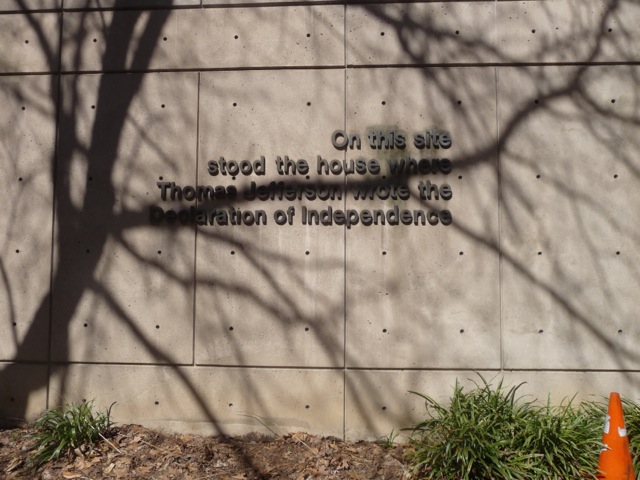 On this site
stood the house where
Thomas Jefferson wrote the
Declaration of Independence